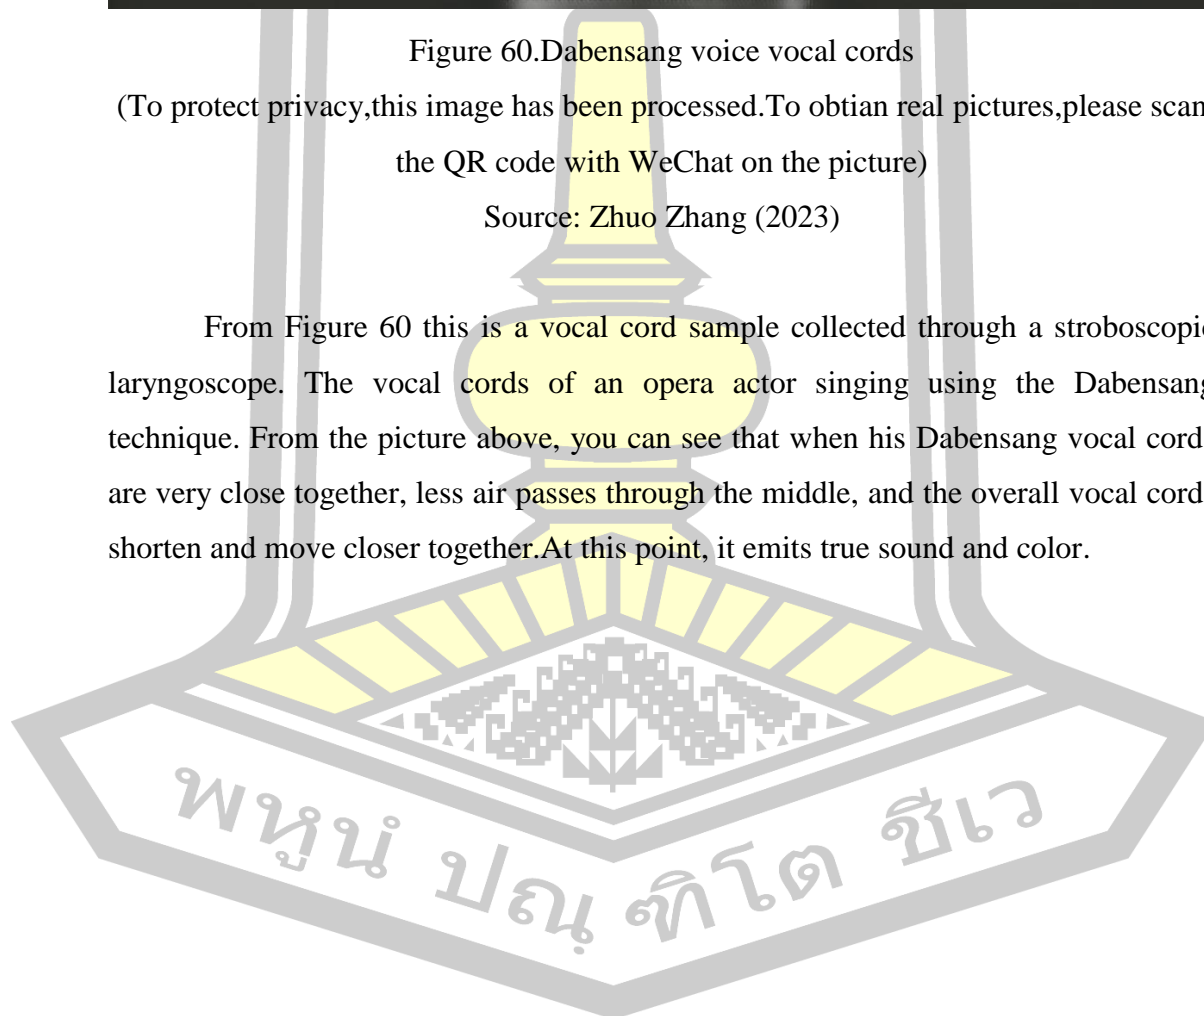 Figure 60.Dabensang voice vocal cords
(To protect privacy,this image has been processed.To obtian real pictures,please scan
the QR code with WeChat on the picture)
Source: Zhuo Zhang (2023)
From Figure 60 this is a vocal cord sample collected through a stroboscopic
laryngoscope. The vocal cords of an opera actor singing using the Dabensang
technique. From the picture above, you can see that when his Dabensang vocal cord
are very close together, less air passes through the middle, and the overall vocal cord
shorten and move closer together.At this point, it emits true sound and color.
พหูนํ ปณฺฑิโต ชีเว